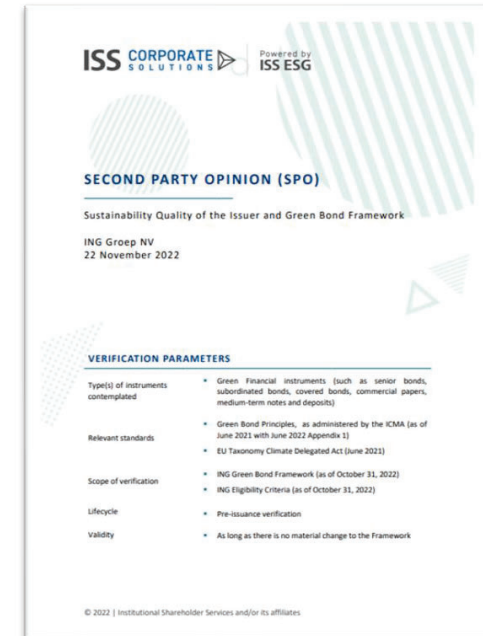 ISS CORPORATE SOLUTIONS
Powered by
ISS ESG
SECOND PARTY OPINION (SPO)
Sustainability Quality of the Issuer and Green Bond Framework
ING Groep NV
22 November 2022
VERIFICATION PARAMETERS
Type(s) of instruments
contemplated
▪ Green Financial instruments (such as senior bonds,
subordinated bonds, covered bonds, commercial papers,
medium-term notes and deposits)
Relevant standards
▪ Green Bond Principles, as administered by the ICMA (as of
June 2021 with June 2022 Appendix 1)
▪ EU Taxonomy Climate Delegated Act (June 2021)
Scope of verification
▪ ING Green Bond Framework (as of October 31, 2022)
▪ ING Eligibility Criteria (as of October 31, 2022)
Lifecycle
▪ Pre-issuance verification
Validity
▪ As long as there is no material change to the Framework
© 2022 | Institutional Shareholder Services and/or its affiliates